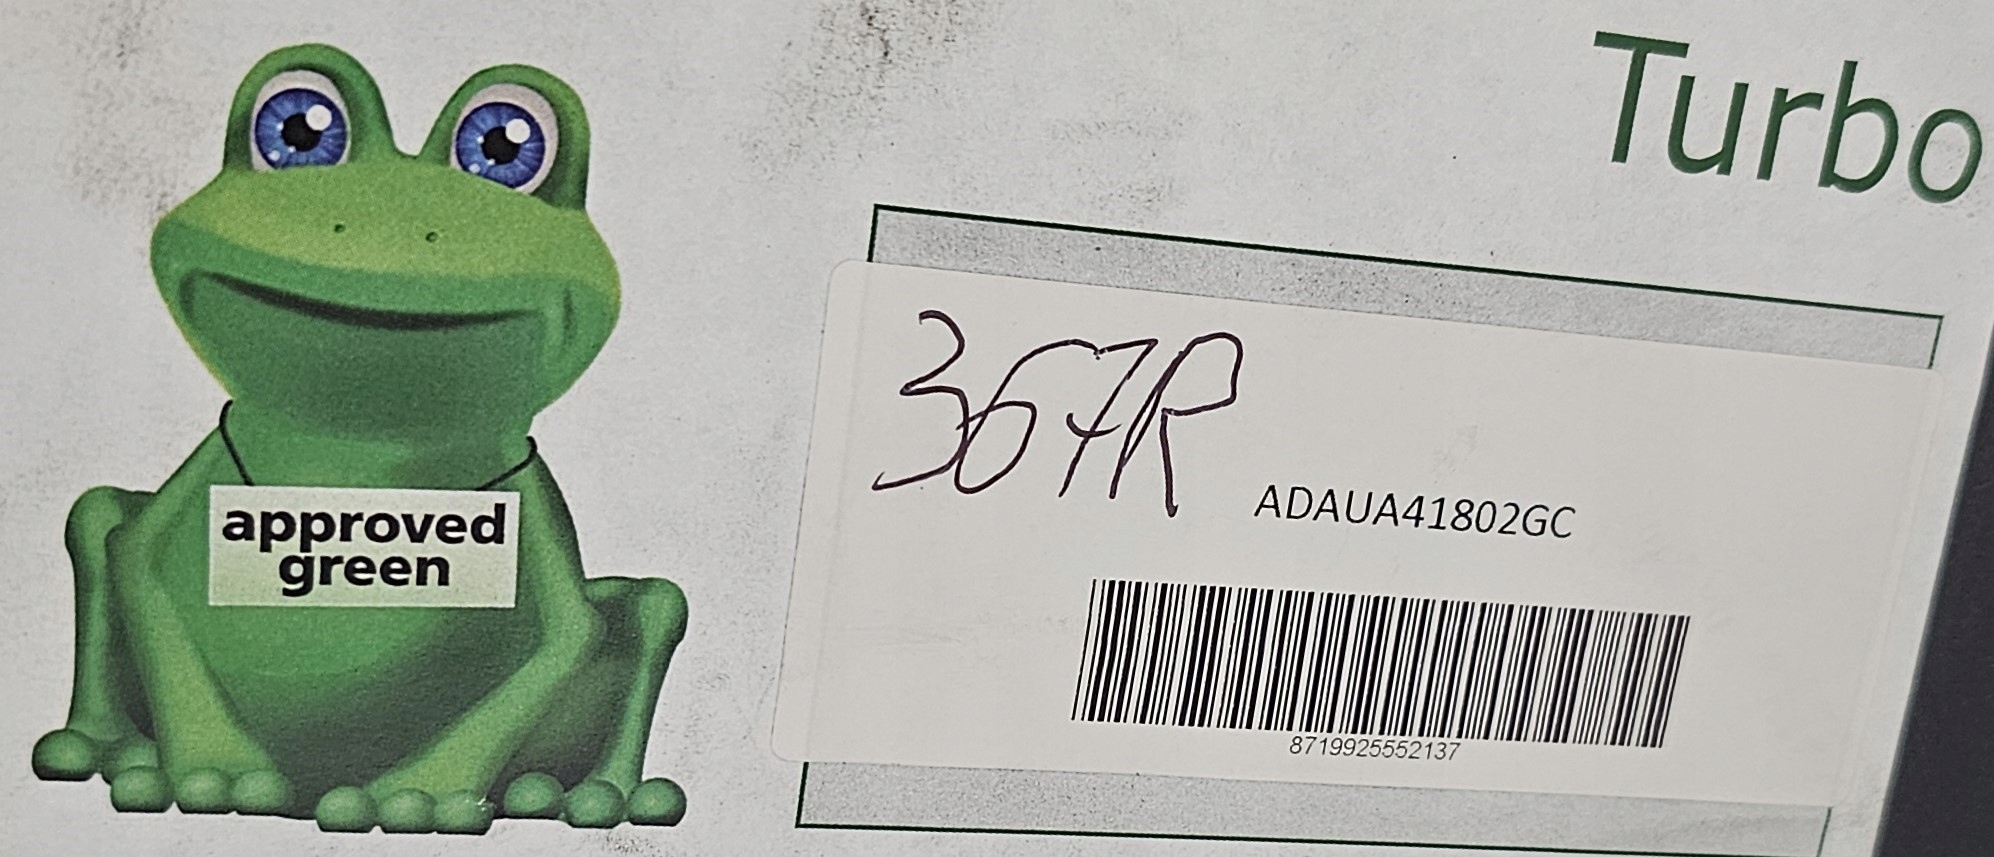 Turbo
367R
ADAUA41802GC
8719925552137
approved
green